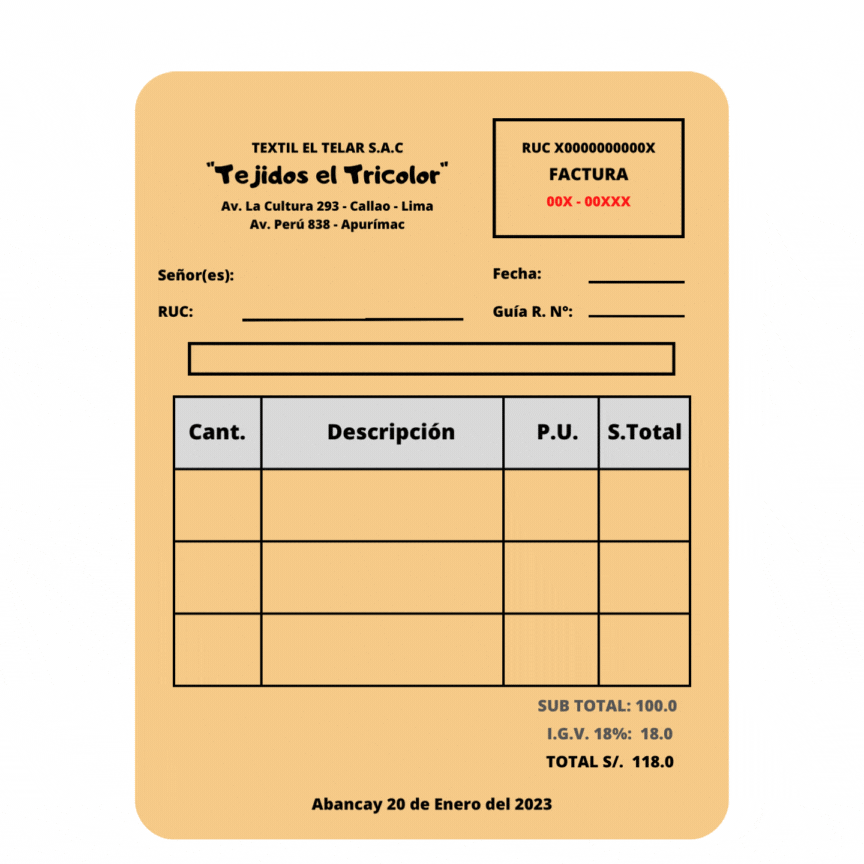 TEXTIL EL TELAR S.A.C
"Tejidos el Tricolor"
Av. La Cultura 293 - Callao - Lima
Av. Perú 838 - Apurímac
RUC X0000000000X
FACTURA
00X - 00XXX
Señor(es):
Fecha:
RUC:
Guía R. N°:
Cant. Descripción P.U. S.Total
SUB TOTAL: 100.0
I.G.V. 18%: 18.0
TOTAL S/. 118.0
Abancay 20 de Enero del 2023